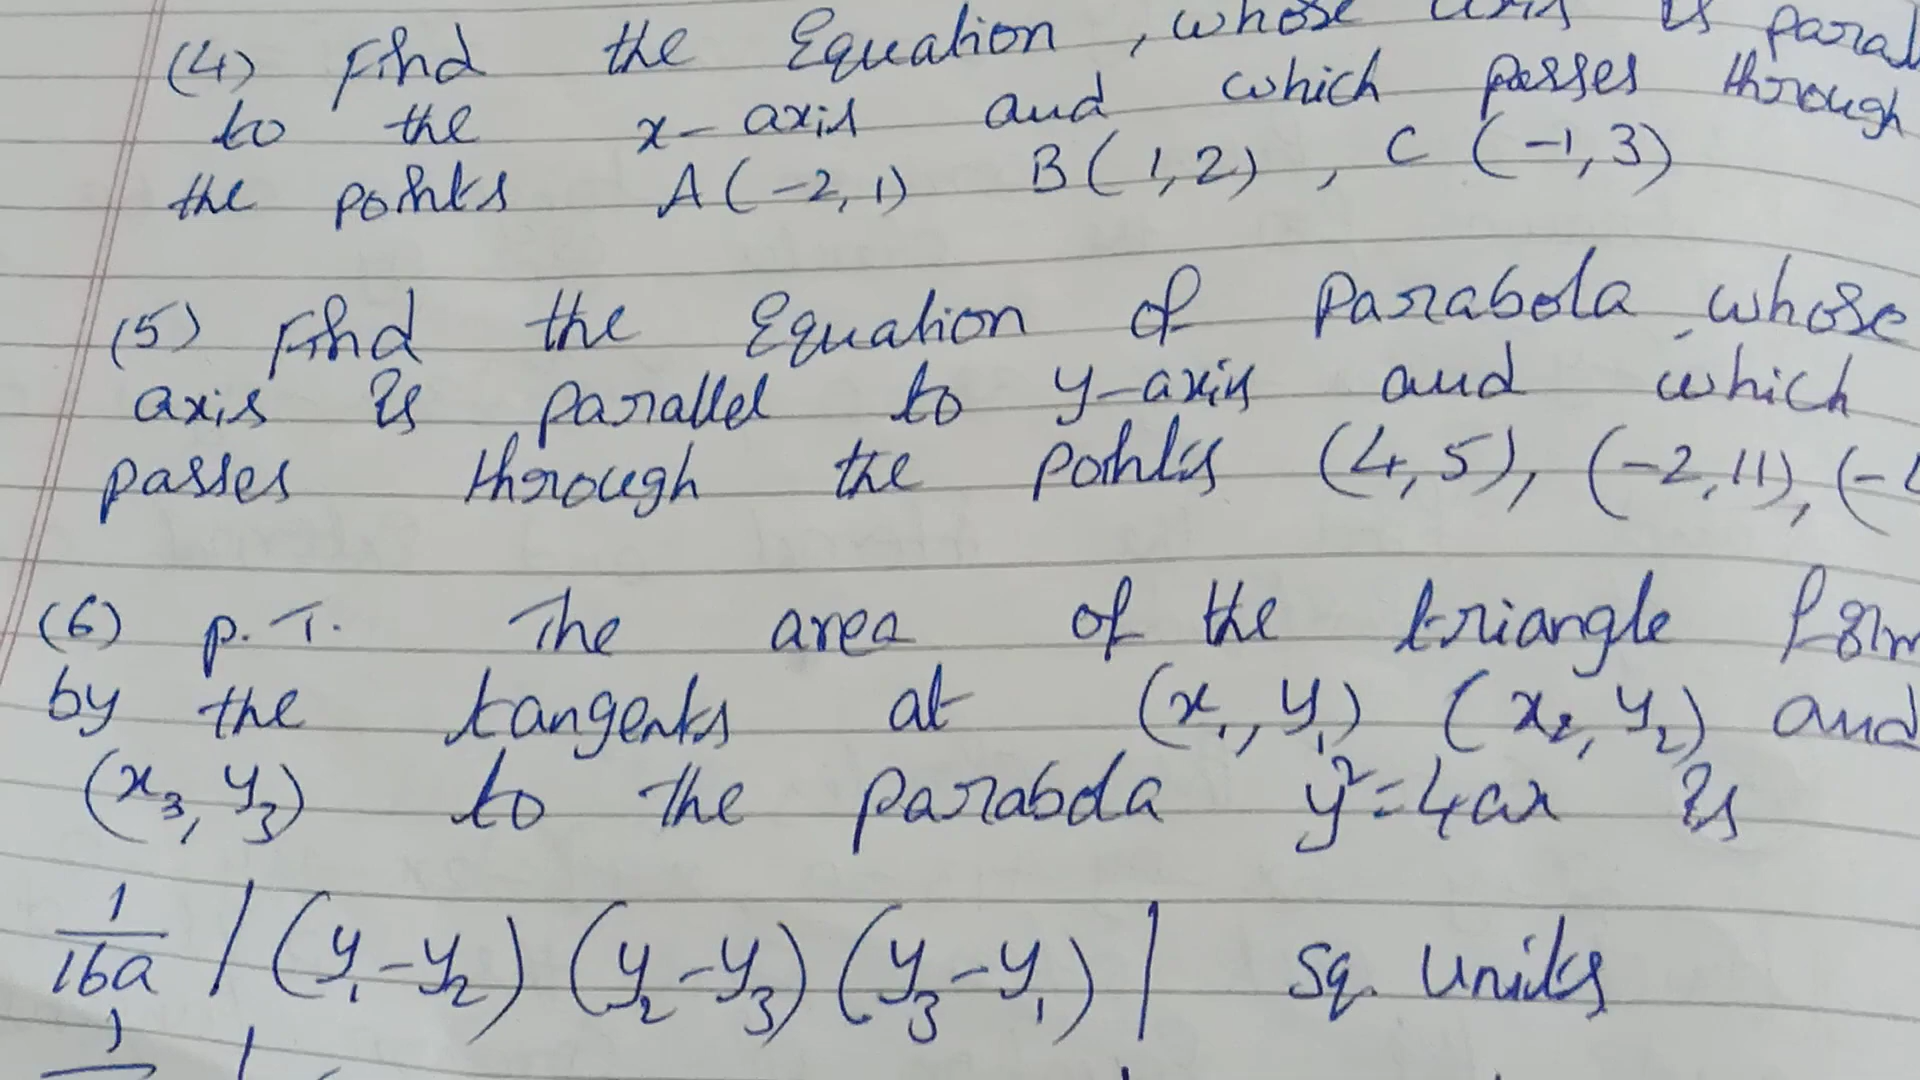 (4) Find the Equation, whose axis is paral
to the x-axis and which passes through
the points A(-2,1) B(1,2), C (-1,3)
(5) Find the Equation of Parabola whose
axis is parallel to y-axis and which
passes through the points (4,5), (-2,11), (-4
(6) p.T. The area of the triangle form
by the tangents at (x₁, y₁) (x₂, y₂) and
(x₃, y₃) to the parabola y²=4ax is
1/16a |(y₁-y₂) (y₂-y₃) (y₃-y₁)| sq. units